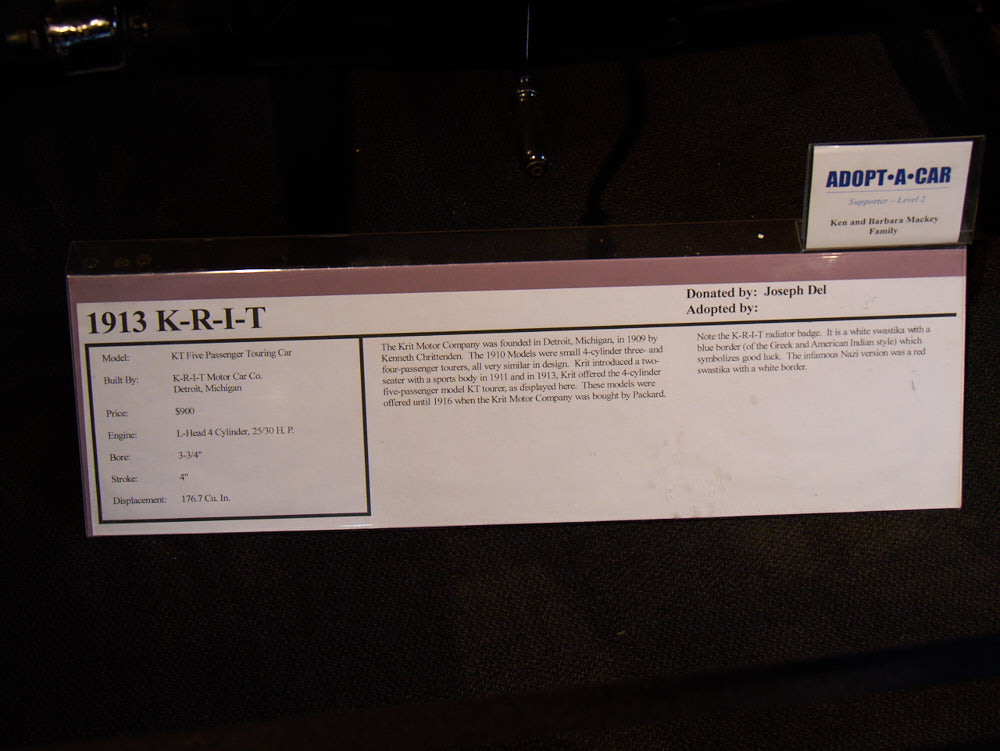 ADOPT•A•CAR
Supporter – Level 2
Ken and Barbara Mackey
Family
1913 K-R-I-T
Donated by: Joseph Del
Adopted by:
Model: KT Five Passenger Touring Car
Built By: K-R-I-T Motor Car Co.
Detroit, Michigan
Price: $900
Engine: L-Head 4 Cylinder, 25/30 H. P.
Bore: 3-3/4"
Stroke: 4"
Displacement: 176.7 Cu. In.
The Krit Motor Company was founded in Detroit, Michigan, in 1909 by
Kenneth Chrittenden. The 1910 Models were small 4-cylinder three- and
four-passenger tourers, all very similar in design. Krit introduced a two-
seater with a sports body in 1911 and in 1913, Krit offered the 4-cylinder
five-passenger model KT tourer, as displayed here. These models were
offered until 1916 when the Krit Motor Company was bought by Packard.
Note the K-R-I-T radiator badge. It is a white swastika with a
blue border (of the Greek and American Indian style) which
symbolizes good luck. The infamous Nazi version was a red
swastika with a white border.